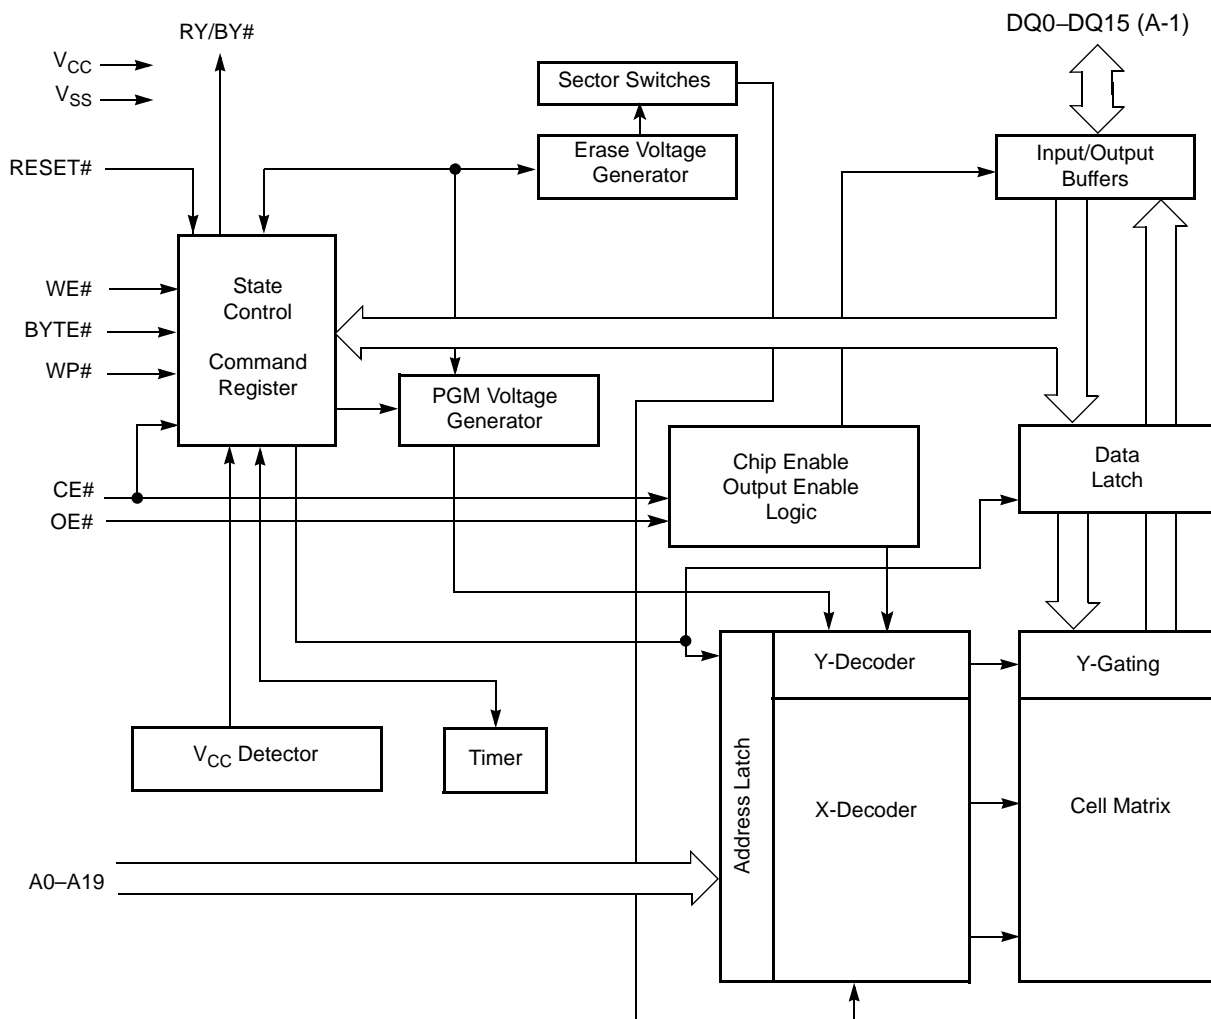 RY/BY#
DQ0–DQ15 (A-1)
VCC
VSS
Sector Switches
RESET#
Erase Voltage
Generator
Input/Output
Buffers
WE#
BYTE#
WP#
State
Control
Command
Register
PGM Voltage
Generator
CE#
OE#
Chip Enable
Output Enable
Logic
Data
Latch
Y-Decoder
Y-Gating
VCC Detector
Timer
Address Latch
X-Decoder
Cell Matrix
A0–A19